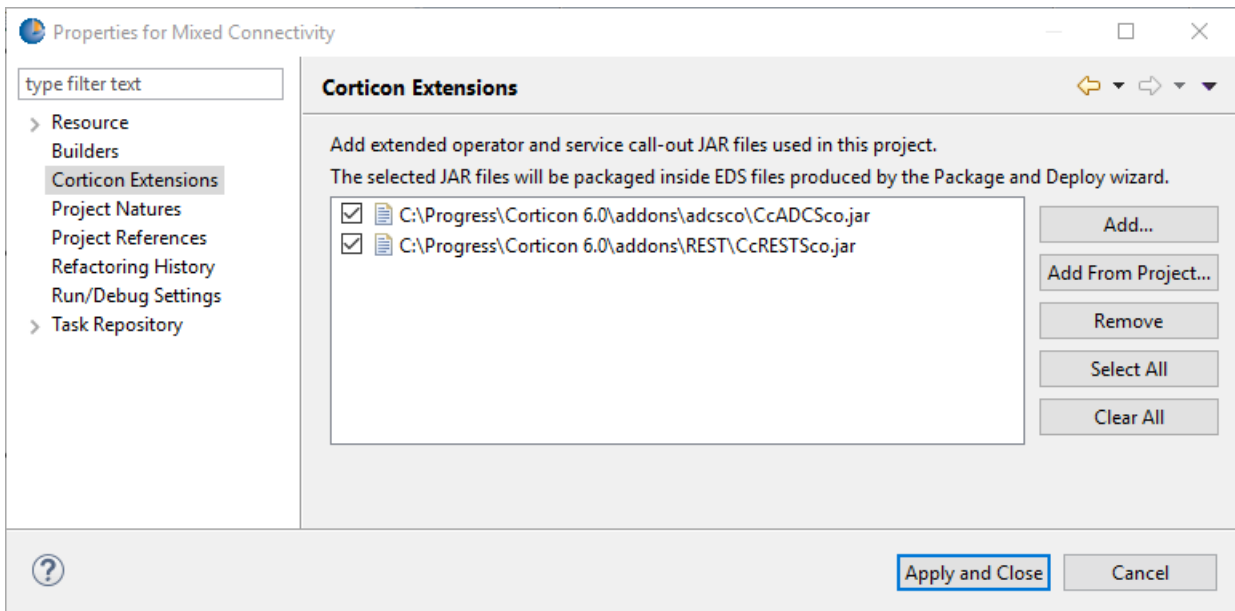 Properties for Mixed Connectivity
type filter text
Resource
Builders
Corticon Extensions
Project Natures
Project References
Refactoring History
Run/Debug Settings
Task Repository
Corticon Extensions
Add extended operator and service call-out JAR files used in this project.
The selected JAR files will be packaged inside EDS files produced by the Package and Deploy wizard.
C:\Progress\Corticon 6.0\addons\adcsco\CcADCSco.jar
C:\Progress\Corticon 6.0\addons\REST\CcRESTSco.jar
Add...
Add From Project...
Remove
Select All
Clear All
?
Apply and Close
Cancel